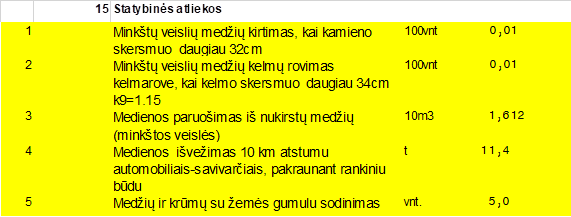 15 Statybinės atliekos
1 Minkštų veislių medžių kirtimas, kai kamieno 100vnt 0,01
skersmuo daugiau 32cm
2 Minkštų veislių medžių kelmų rovimas 100vnt 0,01
kelmarove, kai kelmo skersmuo daugiau 34cm
k9=1.15
3 Medienos paruošimas iš nukirstų medžių 10m3 1,612
(minkštos veislės)
4 Medienos išvežimas 10 km atstumu t 11,4
automobiliais-savivarčiais, pakraunant rankiniu
būdu
5 Medžių ir krūmų su žemės gumulu sodinimas vnt. 5,0